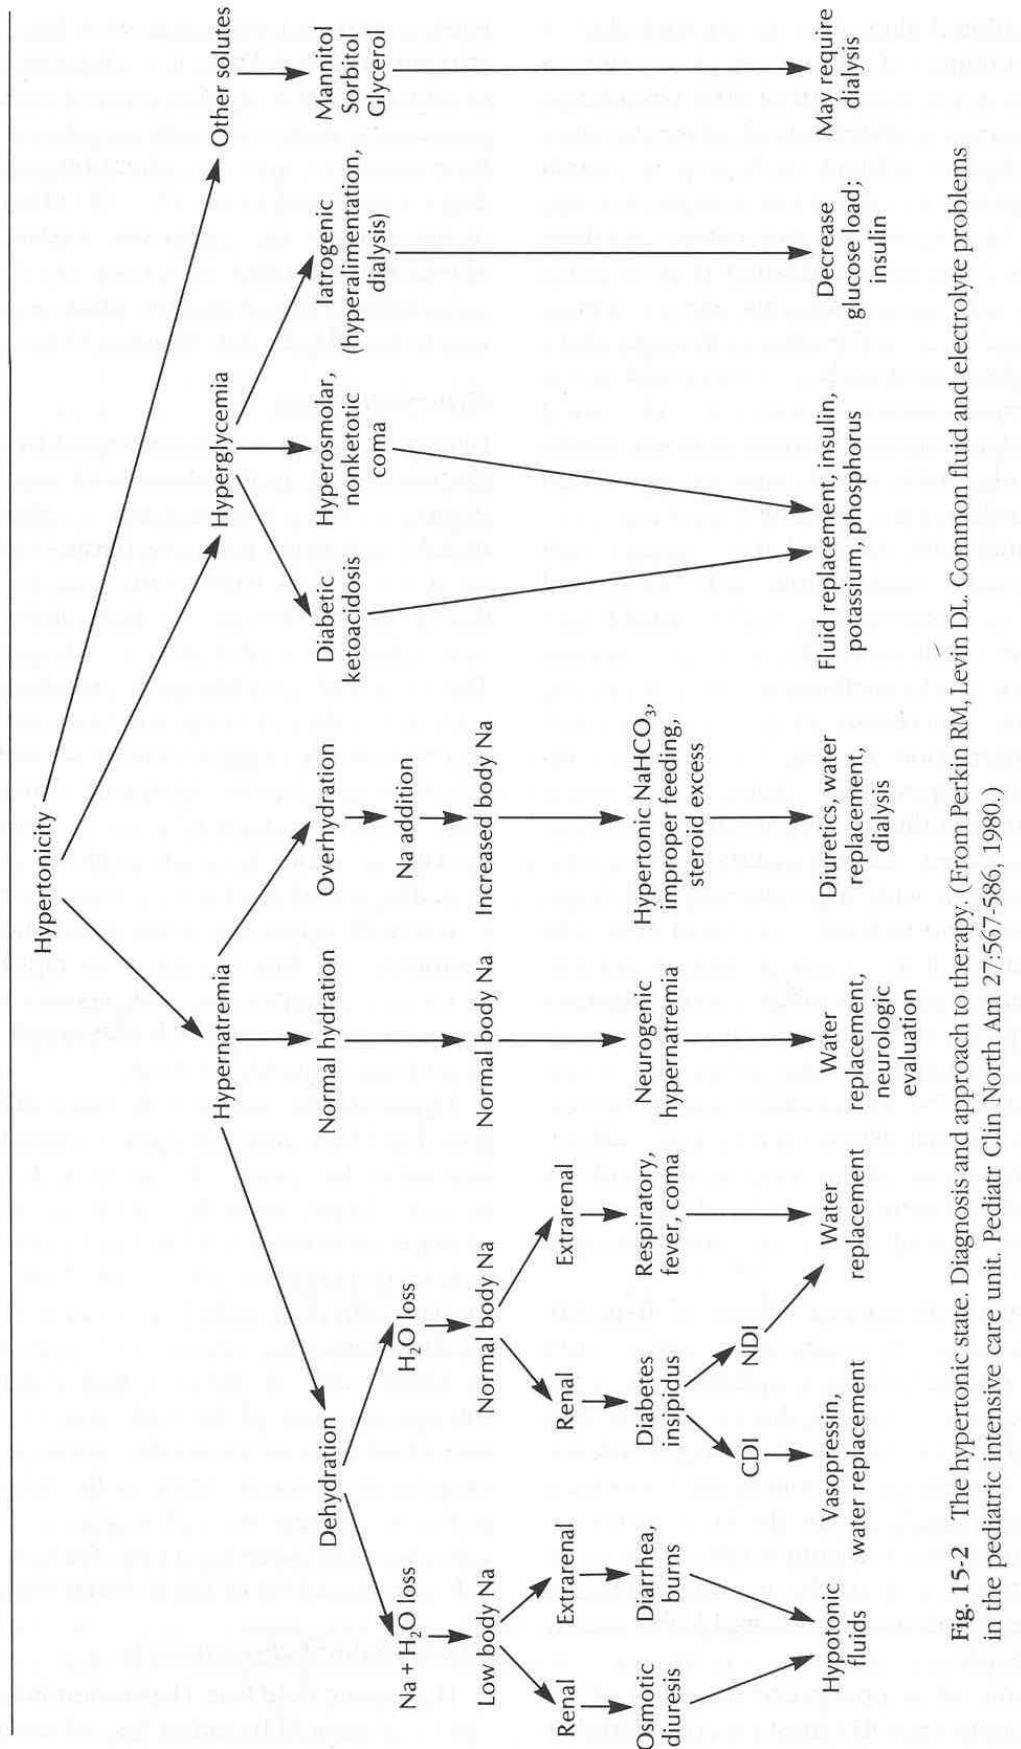 Hypertonicity
Hypernatremia
Hyperglycemia
Other solutes
Dehydration
Normal hydration
Overhydration
Diabetic
ketoacidosis
Hyperosmolar,
nonketotic
coma
Iatrogenic
(hyperalimentation,
dialysis)
Mannitol
Sorbitol
Glycerol
Na + H₂O loss
H₂O loss
Na addition
Low body Na
Normal body Na
Normal body Na
Increased body Na
Renal
Extrarenal
Renal
Extrarenal
Osmotic
diuresis
Diarrhea,
burns
Diabetes
insipidus
Respiratory,
fever, coma
Neurogenic
hypernatremia
Hypertonic NaHCO₃,
improper feeding,
steroid excess
CDI
NDI
Hypotonic
fluids
Vasopressin,
water replacement
Water
replacement
Water
replacement,
neurologic
evaluation
Diuretics, water
replacement,
dialysis
Fluid replacement, insulin,
potassium, phosphorus
Decrease
glucose load;
insulin
May require
dialysis
Fig. 15-2 The hypertonic state. Diagnosis and approach to therapy (From Perkin RM, Levin DL. Common fluid and electrolyte problems
in the pediatric intensive care unit. Pediatr Clin North Am 27:567-586, 1980.)